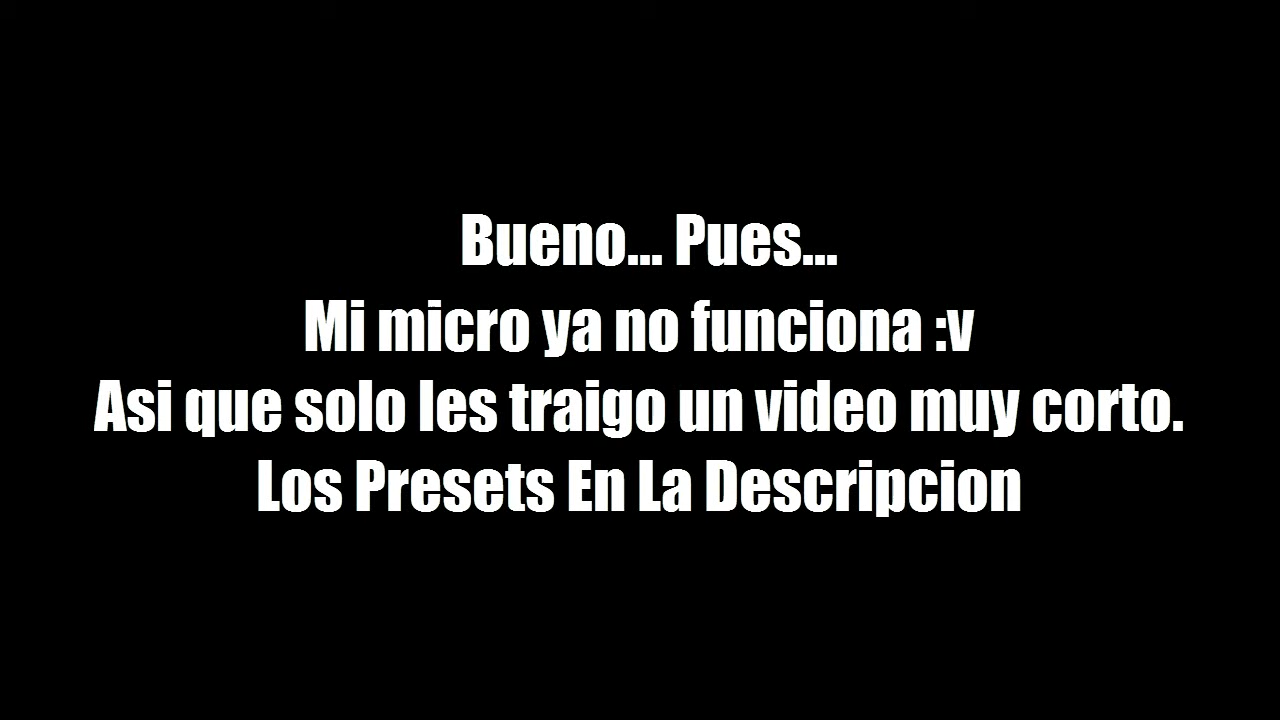 Bueno... Pues...
Mi micro ya no funciona :v
Asi que solo les traigo un video muy corto.
Los Presets En La Descripcion